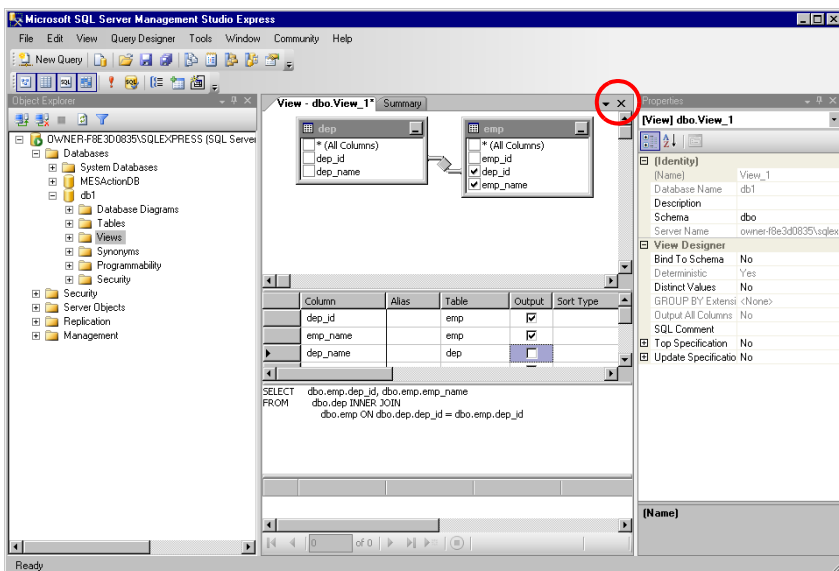 Microsoft SQL Server Management Studio Express
File Edit View Query Designer Tools Window Community Help
New Query
Object Explorer
OWNER-F8E3D0835\SQLEXPRESS (SQL Server
Databases
System Databases
MESActionDB
db1
Database Diagrams
Tables
Views
Synonyms
Programmability
Security
Security
Server Objects
Replication
Management
View - dbo.View_1* Summary
dep
* (All Columns)
dep_id
dep_name
emp
* (All Columns)
emp_id
dep_id
emp_name
Column Alias Table Output Sort Type
dep_id emp
emp_name emp
dep_name dep
SELECT dbo.emp.dep_id, dbo.emp.emp_name
FROM dbo.dep INNER JOIN
dbo.emp ON dbo.dep.dep_id = dbo.emp.dep_id
0 of 0
Properties
[View] dbo.View_1
(Identity)
(Name) View_1
Database Name db1
Description
Schema dbo
Server Name owner-f8e3d0835\sqlex
View Designer
Bind To Schema No
Deterministic Yes
Distinct Values No
GROUP BY Extensi <None>
Output All Columns No
SQL Comment
Top Specification No
Update Specificatio No
(Name)
Ready